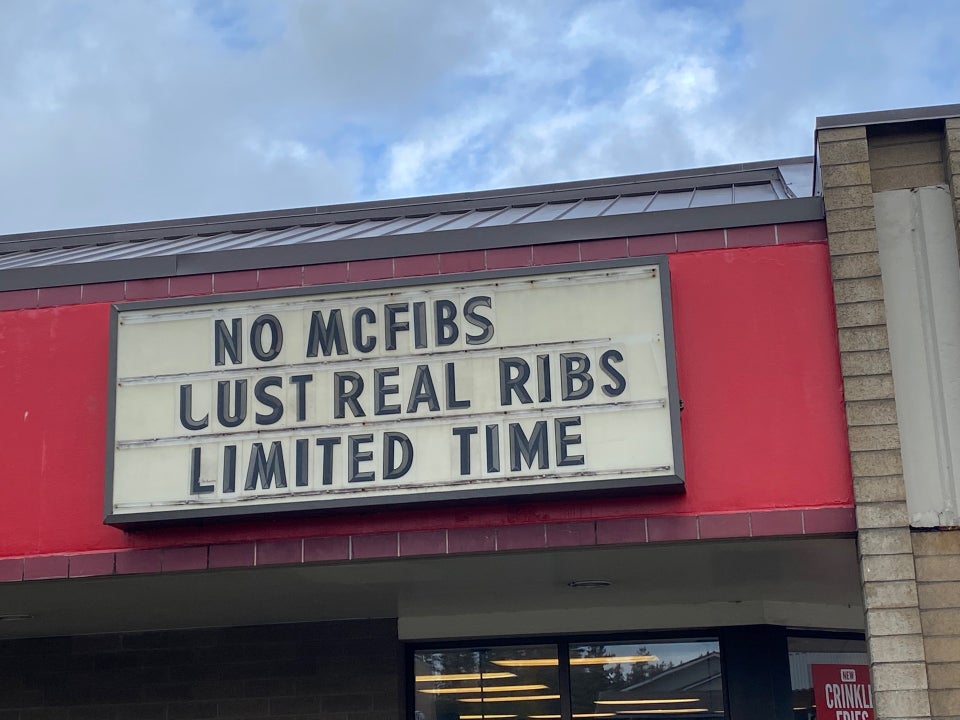 NO MCFIBS
LUST REAL RIBS
LIMITED TIME
NEW
CRINKL
FRIES